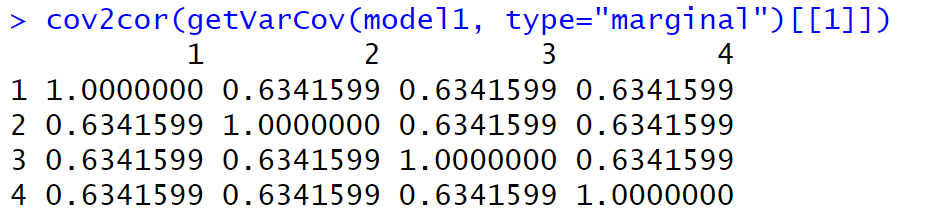 > cov2cor(getVarCov(model1, type="marginal")[[1]])
          1         2         3         4
1 1.0000000 0.6341599 0.6341599 0.6341599
2 0.6341599 1.0000000 0.6341599 0.6341599
3 0.6341599 0.6341599 1.0000000 0.6341599
4 0.6341599 0.6341599 0.6341599 1.0000000